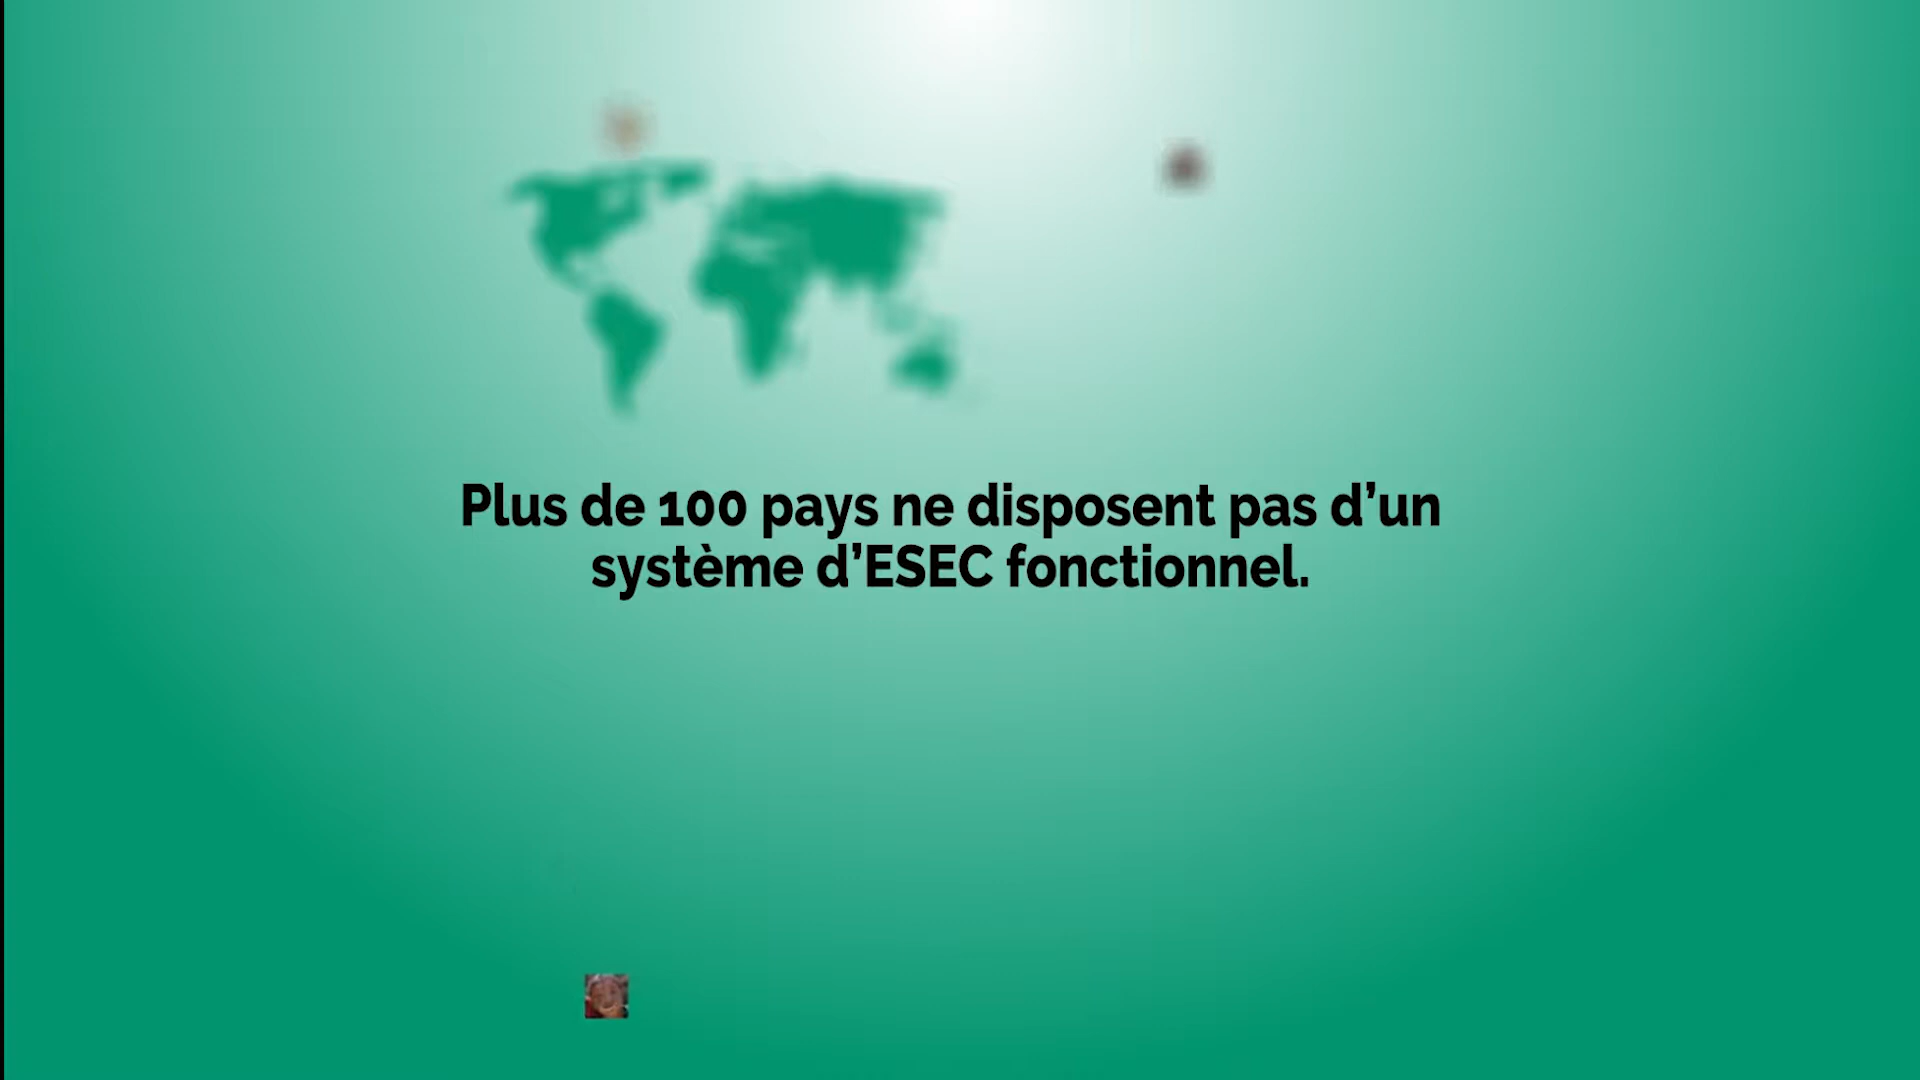 Plus de 100 pays ne disposent pas d’un
système d’ESEC fonctionnel.